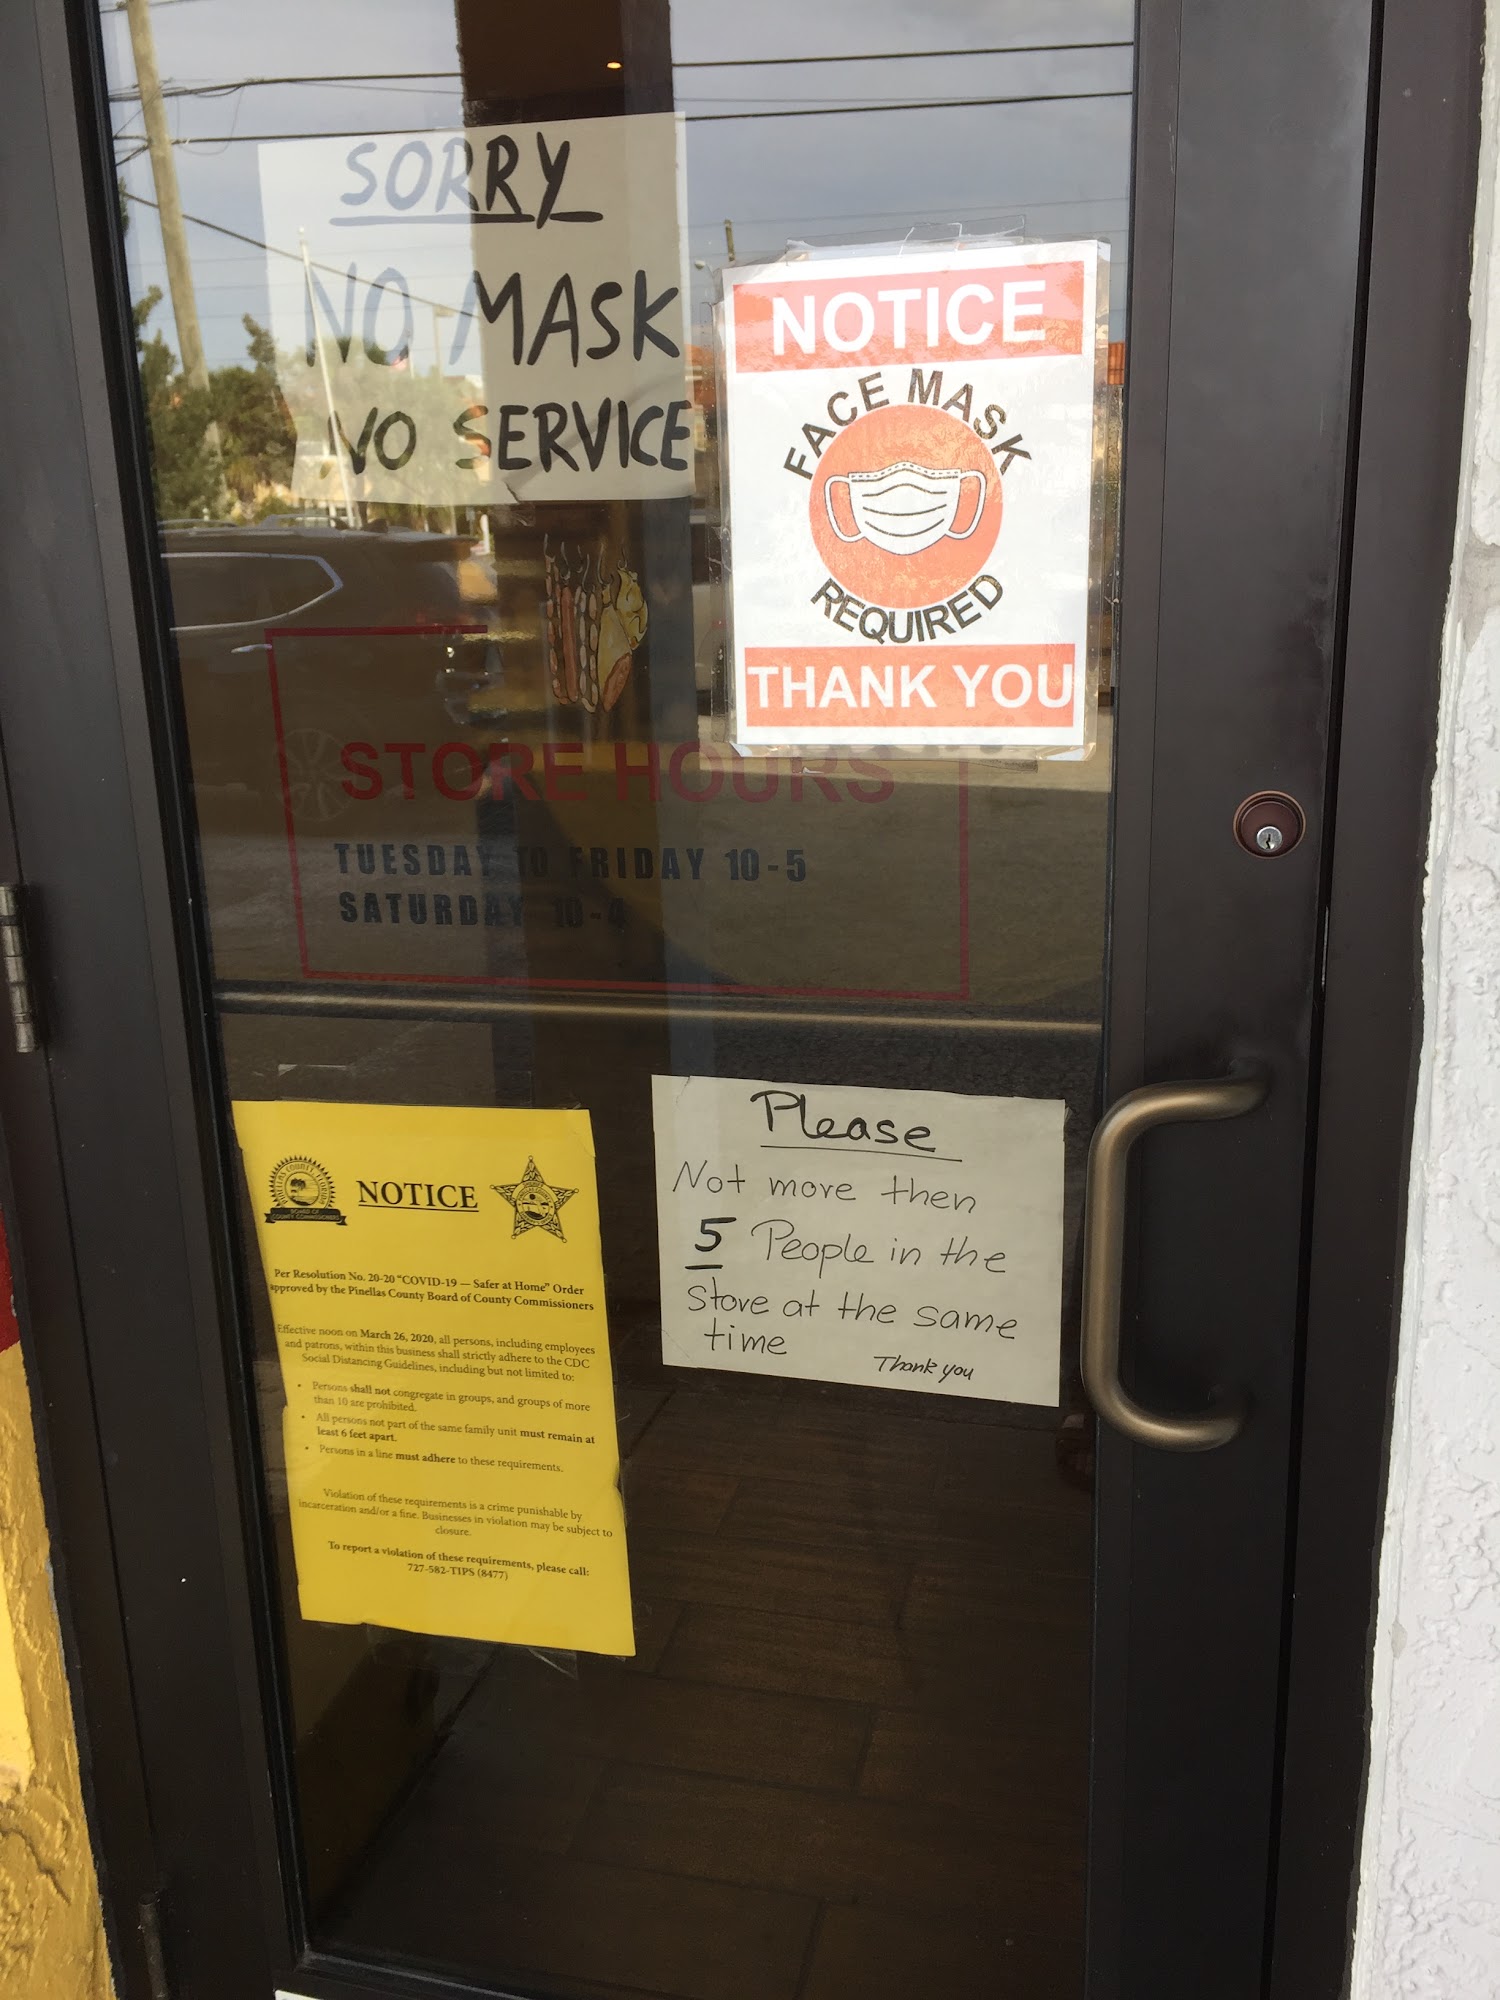 SORRY
NO MASK
NO SERVICE
NOTICE
FACE MASK
REQUIRED
THANK YOU
STORE HOURS
TUESDAY TO FRIDAY 10-5
SATURDAY 10-4
NOTICE
Per Resolution No. 20-20 "COVID-19 — Safer at Home" Order
approved by the Pinellas County Board of County Commissioners
Effective noon on March 26, 2020, all persons, including employees
and patrons, within this business shall strictly adhere to the CDC
Social Distancing Guidelines, including but not limited to:
• Persons shall not congregate in groups, and groups of more
than 10 are prohibited.
• All persons not part of the same family unit must remain at
least 6 feet apart.
• Persons in a line must adhere to these requirements.
Violation of these requirements is a crime punishable by
incarceration and/or a fine. Businesses in violation may be subject to
closure.
To report a violation of these requirements, please call:
727-582-TIPS (8477)
PINELLAS COUNTY, FLORIDA
BOARD OF
COUNTY COMMISSIONERS
Please
Not more then
5 People in the
store at the same
time
Thank you